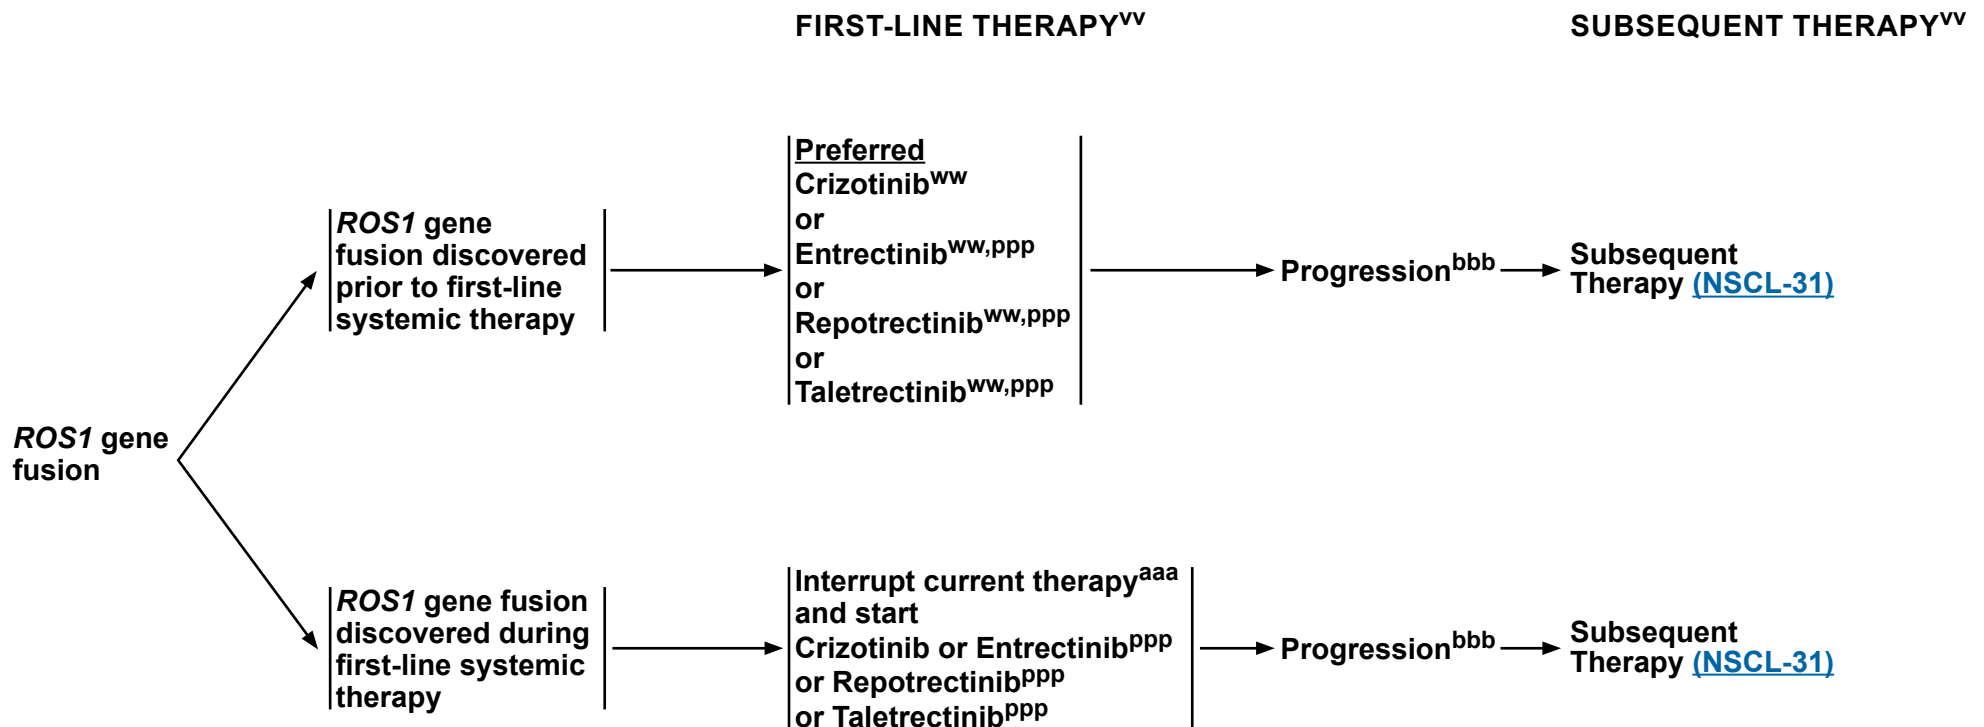 FIRST-LINE THERAPYvv
SUBSEQUENT THERAPYvv
ROS1 gene
fusion
ROS1 gene
fusion discovered
prior to first-line
systemic therapy
Preferred
Crizotinibww
or
Entrectinibww,ppp
or
Repotrectinibww,ppp
or
Taletrectinibww,ppp
Progressionbbb
Subsequent
Therapy (NSCL-31)
ROS1 gene fusion
discovered during
first-line systemic
therapy
Interrupt current therapyaaa
and start
Crizotinib or Entrectinibppp
or Repotrectinibppp
or Taletrectinibppp
Progressionbbb
Subsequent
Therapy (NSCL-31)